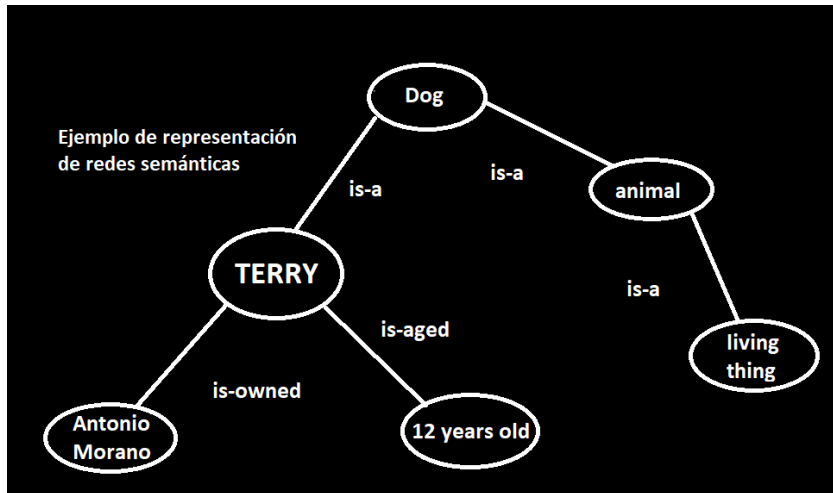 Dog
Ejemplo de representación
de redes semánticas
is-a
is-a
animal
TERRY
is-a
is-aged
living
thing
is-owned
Antonio
Morano
12 years old